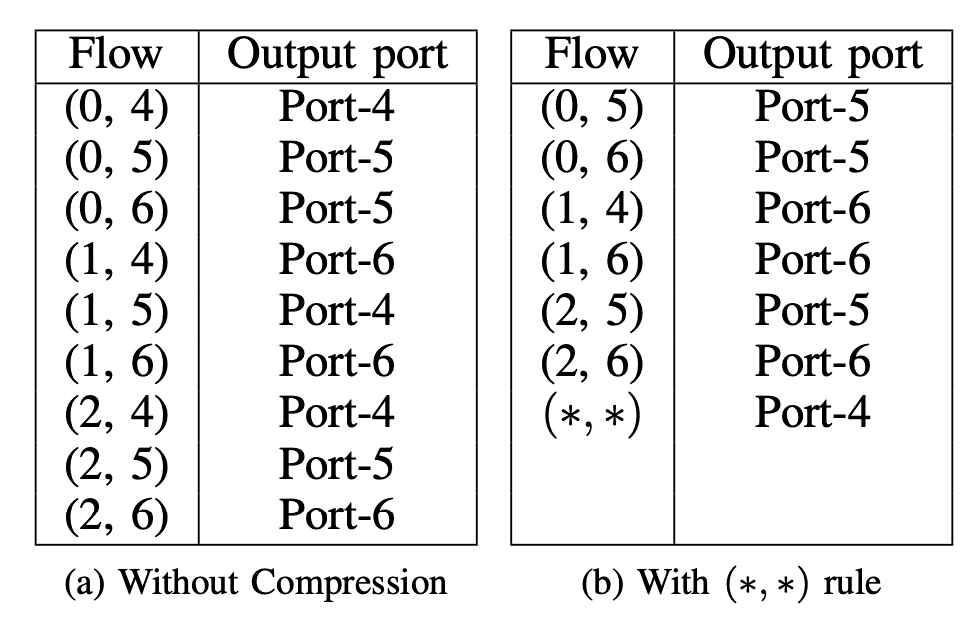 Flow Output port
(0, 4) Port-4
(0, 5) Port-5
(0, 6) Port-5
(1, 4) Port-6
(1, 5) Port-4
(1, 6) Port-6
(2, 4) Port-4
(2, 5) Port-5
(2, 6) Port-6
(a) Without Compression
Flow Output port
(0, 5) Port-5
(0, 6) Port-5
(1, 4) Port-6
(1, 6) Port-6
(2, 5) Port-5
(2, 6) Port-6
(∗, ∗) Port-4
(b) With (∗, ∗) rule